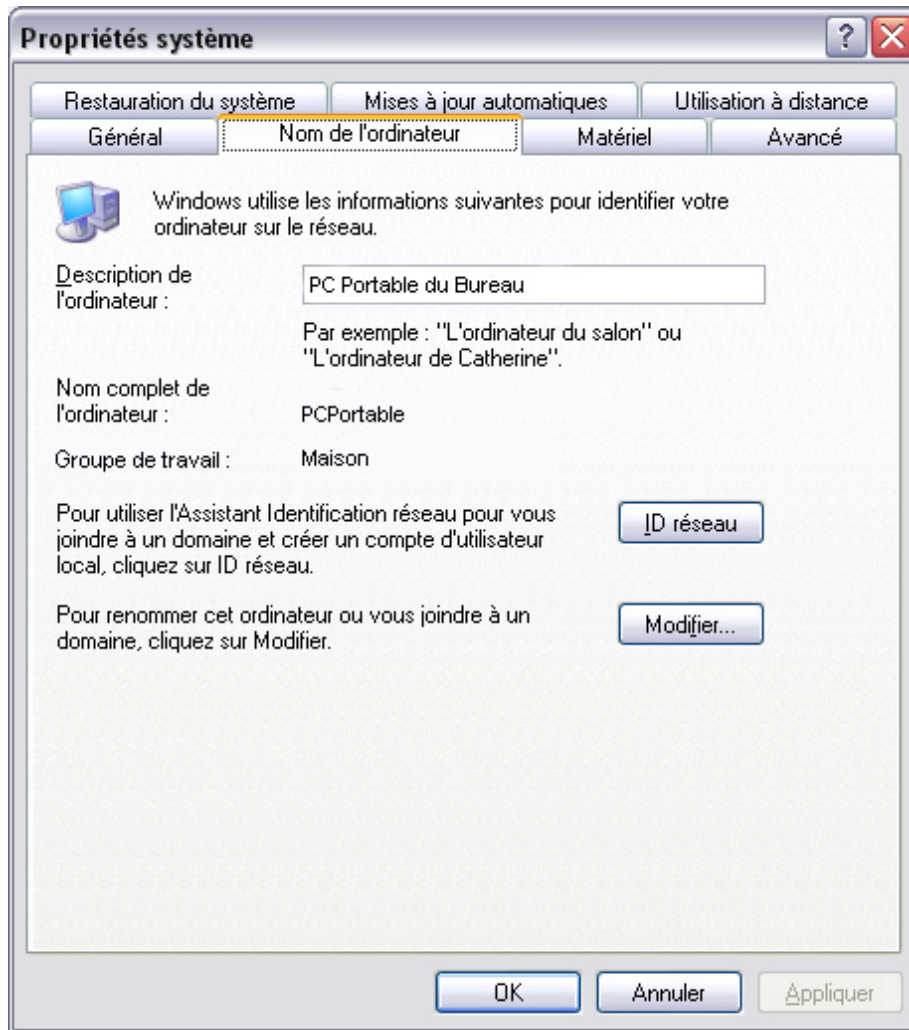 Propriétés système
Restauration du système Mises à jour automatiques Utilisation à distance
Général Nom de l'ordinateur Matériel Avancé
Windows utilise les informations suivantes pour identifier votre
ordinateur sur le réseau.
Description de
l'ordinateur :
PC Portable du Bureau
Par exemple : "L'ordinateur du salon" ou
"L'ordinateur de Catherine".
Nom complet de
l'ordinateur : PCPortable
Groupe de travail : Maison
Pour utiliser l'Assistant Identification réseau pour vous
joindre à un domaine et créer un compte d'utilisateur
local, cliquez sur ID réseau.
ID réseau
Pour renommer cet ordinateur ou vous joindre à un
domaine, cliquez sur Modifier.
Modifier...
OK Annuler Appliquer